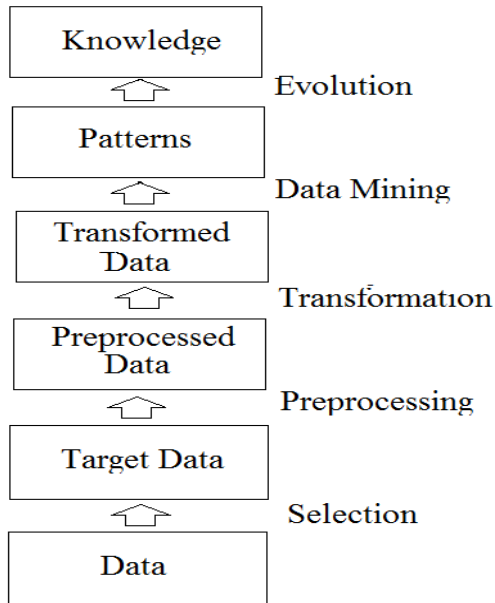 Knowledge
Evolution
Patterns
Data Mining
Transformed
Data
Transformation
Preprocessed
Data
Preprocessing
Target Data
Selection
Data